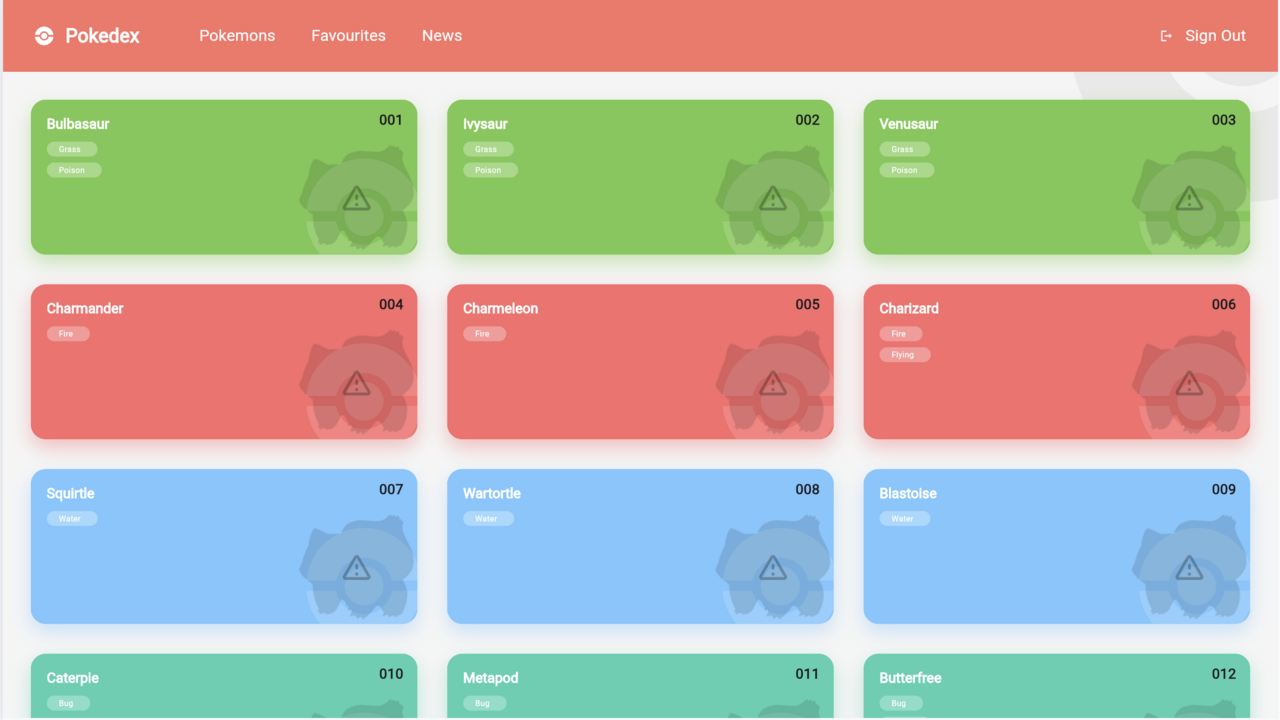 Pokedex
Pokemons
Favourites
News
Sign Out
Bulbasaur
001
Grass
Poison
Ivysaur
002
Grass
Poison
Venusaur
003
Grass
Poison
Charmander
004
Fire
Charmeleon
005
Fire
Charizard
006
Fire
Flying
Squirtle
007
Water
Wartortle
008
Water
Blastoise
009
Water
Caterpie
010
Bug
Metapod
011
Bug
Butterfree
012
Bug